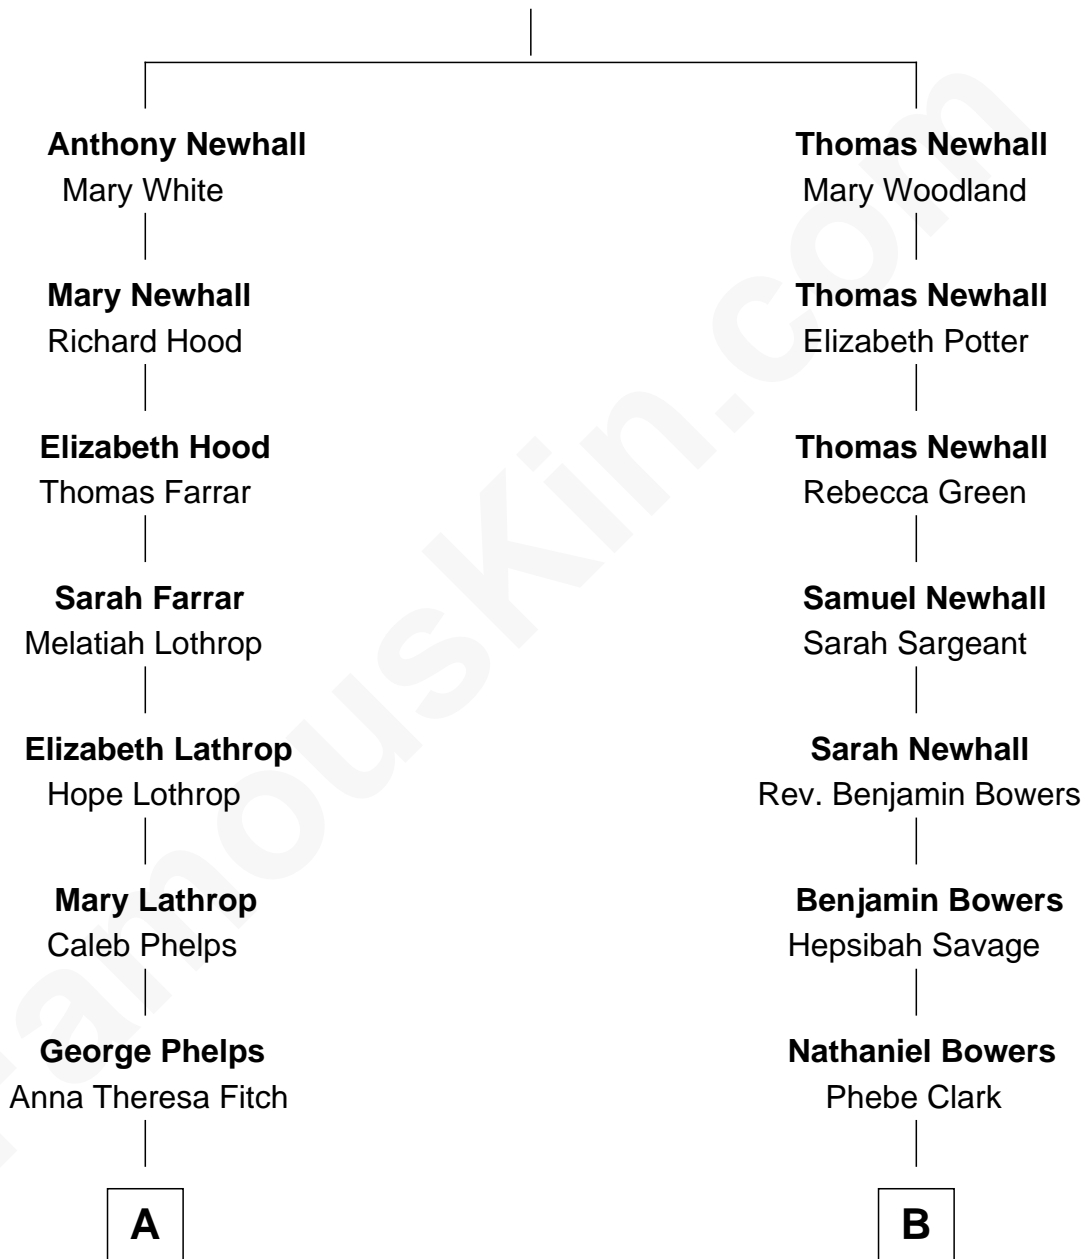 Anthony Newhall
Mary White
Thomas Newhall
Mary Woodland
Mary Newhall
Richard Hood
Thomas Newhall
Elizabeth Potter
Elizabeth Hood
Thomas Farrar
Thomas Newhall
Rebecca Green
Sarah Farrar
Melatiah Lothrop
Samuel Newhall
Sarah Sargeant
Elizabeth Lathrop
Hope Lothrop
Sarah Newhall
Rev. Benjamin Bowers
Mary Lathrop
Caleb Phelps
Benjamin Bowers
Hepsibah Savage
George Phelps
Anna Theresa Fitch
Nathaniel Bowers
Phebe Clark
A
B
FamousKin.com